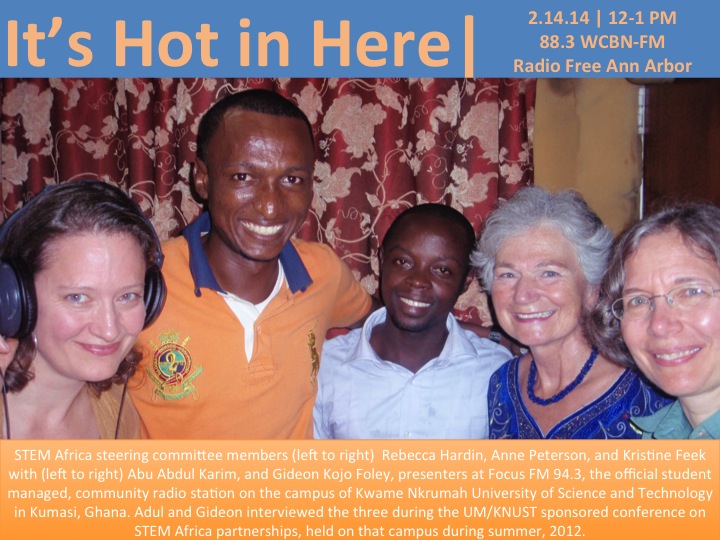 It's Hot in Here|
2.14.14 | 12-1 PM
88.3 WCBN-FM
Radio Free Ann Arbor
STEM Africa steering committee members (left to right)  Rebecca Hardin, Anne Peterson, and Kristine Feek
with (left to right) Abu Abdul Karim, and Gideon Kojo Foley, presenters at Focus FM 94.3, the official student
managed, community radio station on the campus of Kwame Nkrumah University of Science and Technology
in Kumasi, Ghana. Adul and Gideon interviewed the three during the UM/KNUST sponsored conference on
STEM Africa partnerships, held on that campus during summer, 2012.